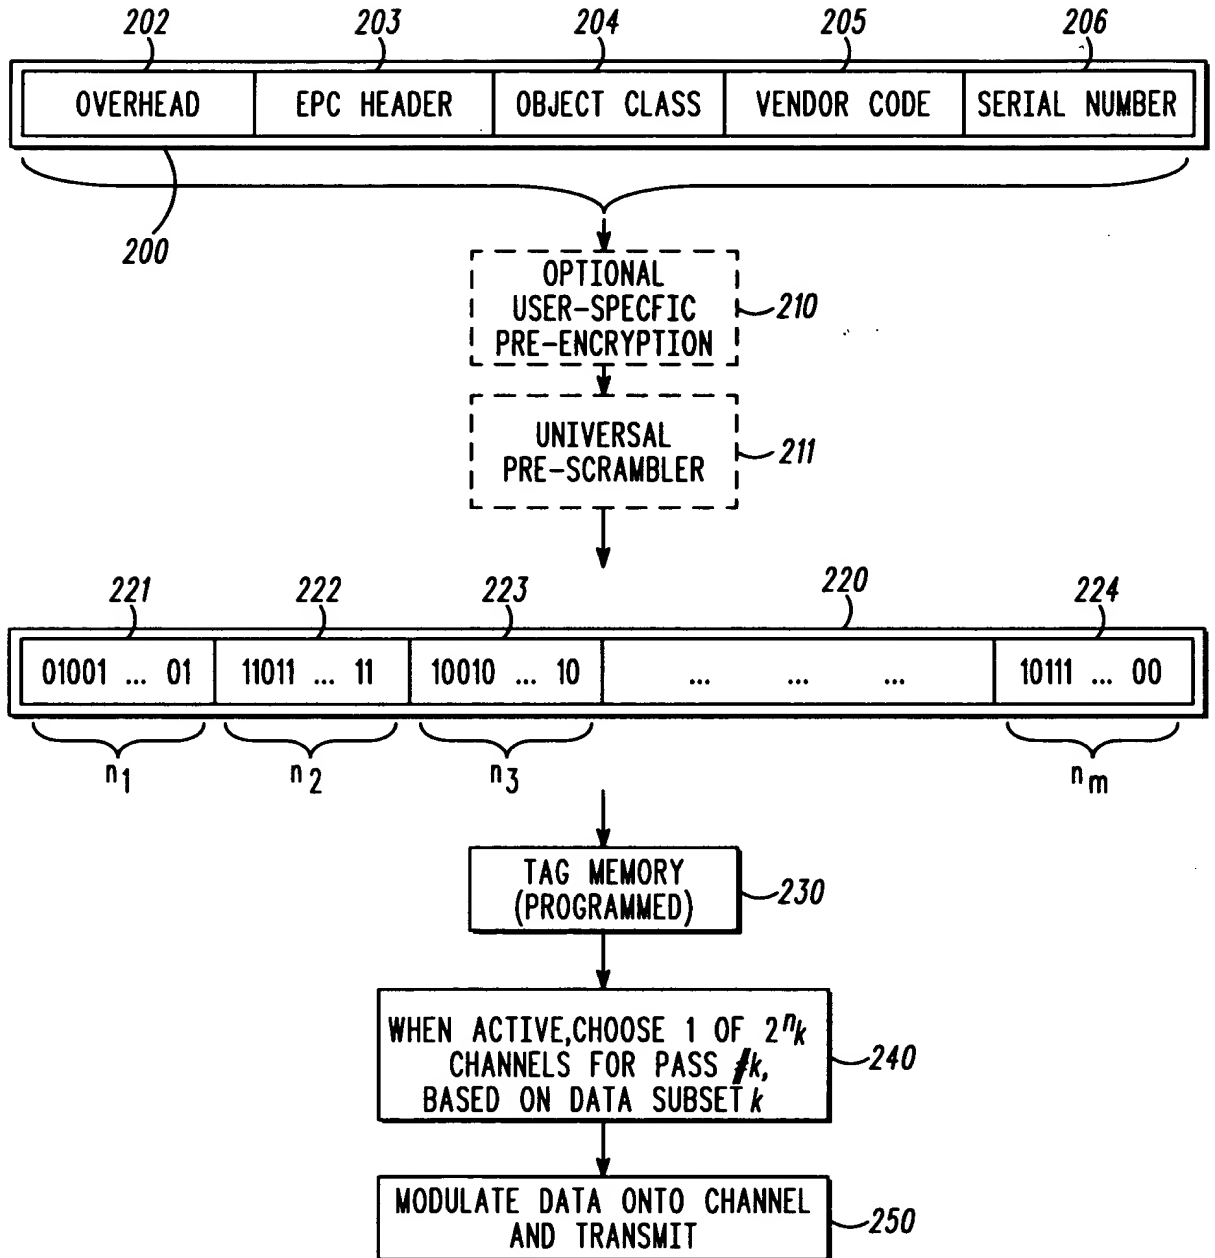 202 203 204 205 206
OVERHEAD EPC HEADER OBJECT CLASS VENDOR CODE SERIAL NUMBER
200
OPTIONAL
USER-SPECFIC
PRE-ENCRYPTION
210
UNIVERSAL
PRE-SCRAMBLER
211
221 222 223 220 224
01001 ... 01 11011 ... 11 10010 ... 10 ... ... ... 10111 ... 00
n1 n2 n3 nm
TAG MEMORY
(PROGRAMMED)
230
WHEN ACTIVE,CHOOSE 1 OF 2^nk
CHANNELS FOR PASS #k,
BASED ON DATA SUBSET k
240
MODULATE DATA ONTO CHANNEL
AND TRANSMIT
250